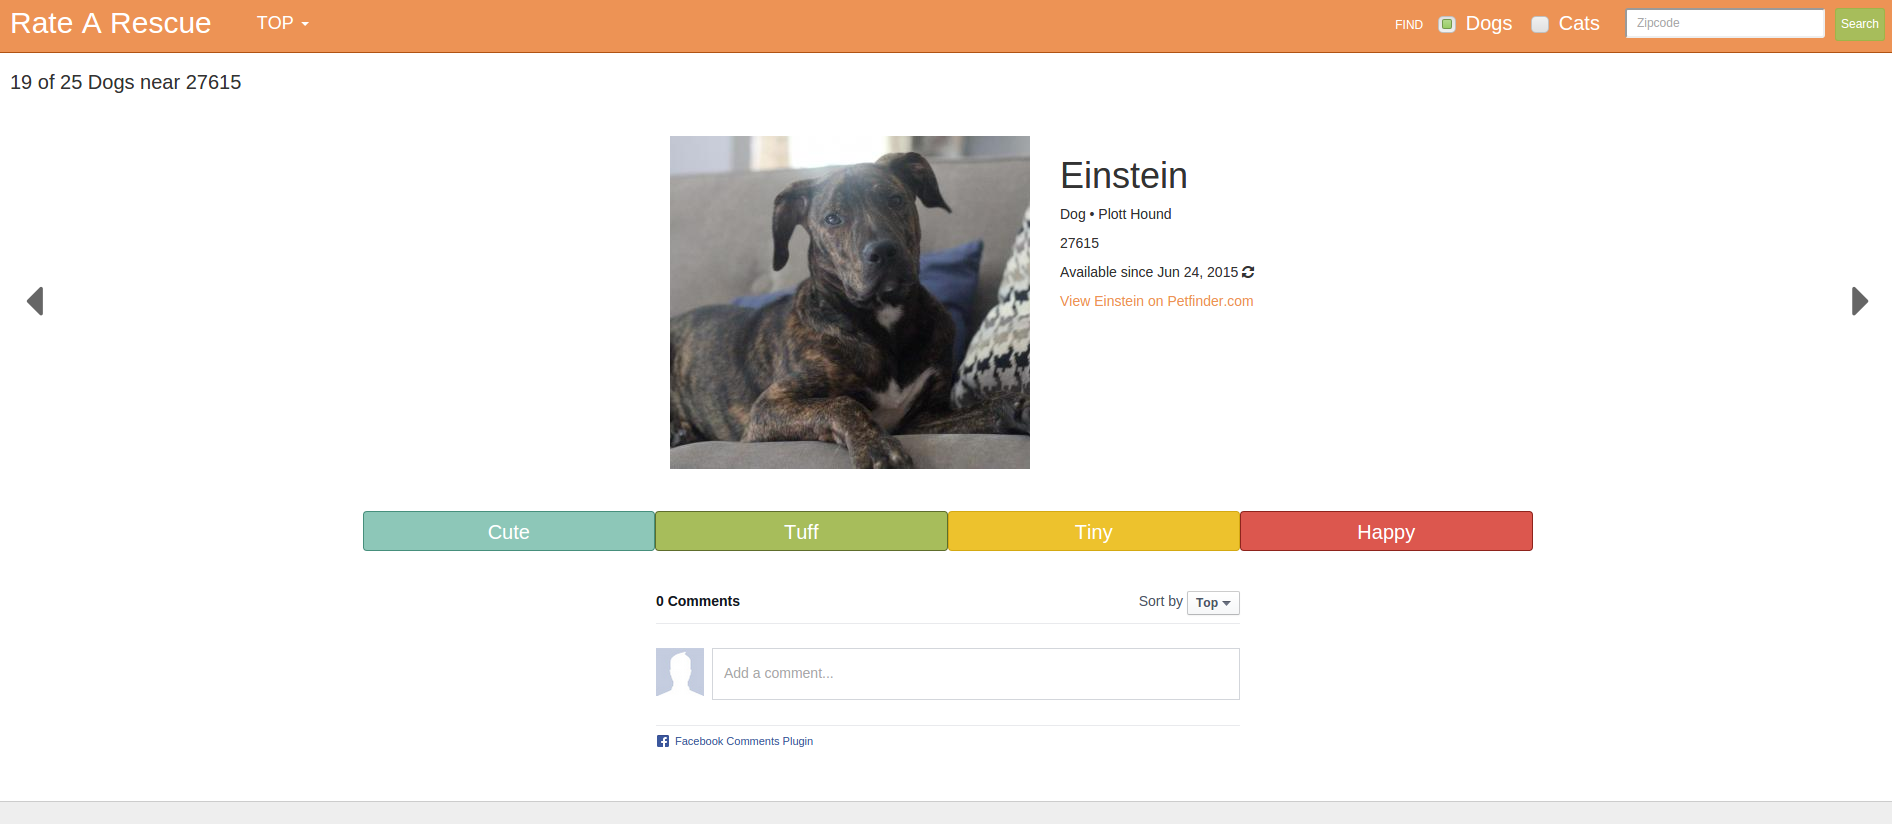 Rate A Rescue TOP FIND Dogs Cats Zipcode Search
19 of 25 Dogs near 27615
Einstein
Dog • Plott Hound
27615
Available since Jun 24, 2015
View Einstein on Petfinder.com
Cute Tuff Tiny Happy
0 Comments Sort by Top
Add a comment...
Facebook Comments Plugin